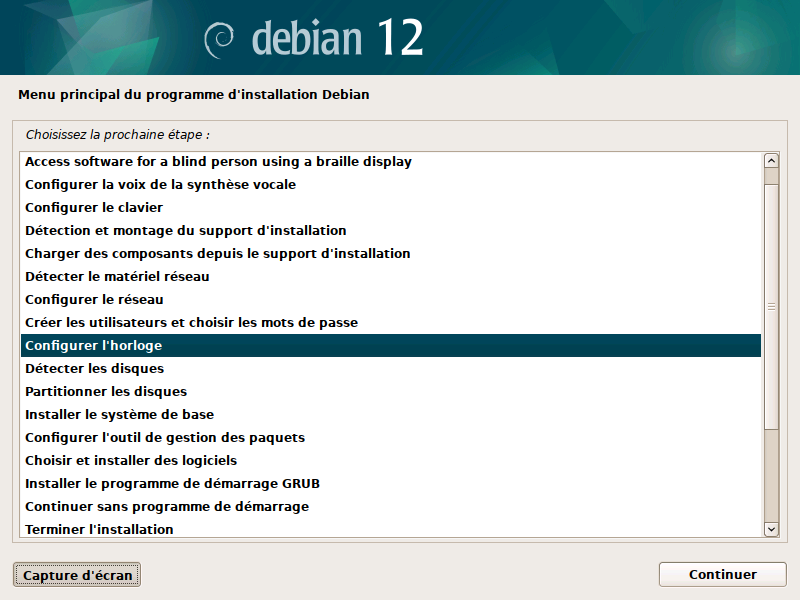 debian 12
Menu principal du programme d'installation Debian
Choisissez la prochaine étape :
Access software for a blind person using a braille display
Configurer la voix de la synthèse vocale
Configurer le clavier
Détection et montage du support d'installation
Charger des composants depuis le support d'installation
Détecter le matériel réseau
Configurer le réseau
Créer les utilisateurs et choisir les mots de passe
Configurer l'horloge
Détecter les disques
Partitionner les disques
Installer le système de base
Configurer l'outil de gestion des paquets
Choisir et installer des logiciels
Installer le programme de démarrage GRUB
Continuer sans programme de démarrage
Terminer l'installation
Capture d'écran
Continuer